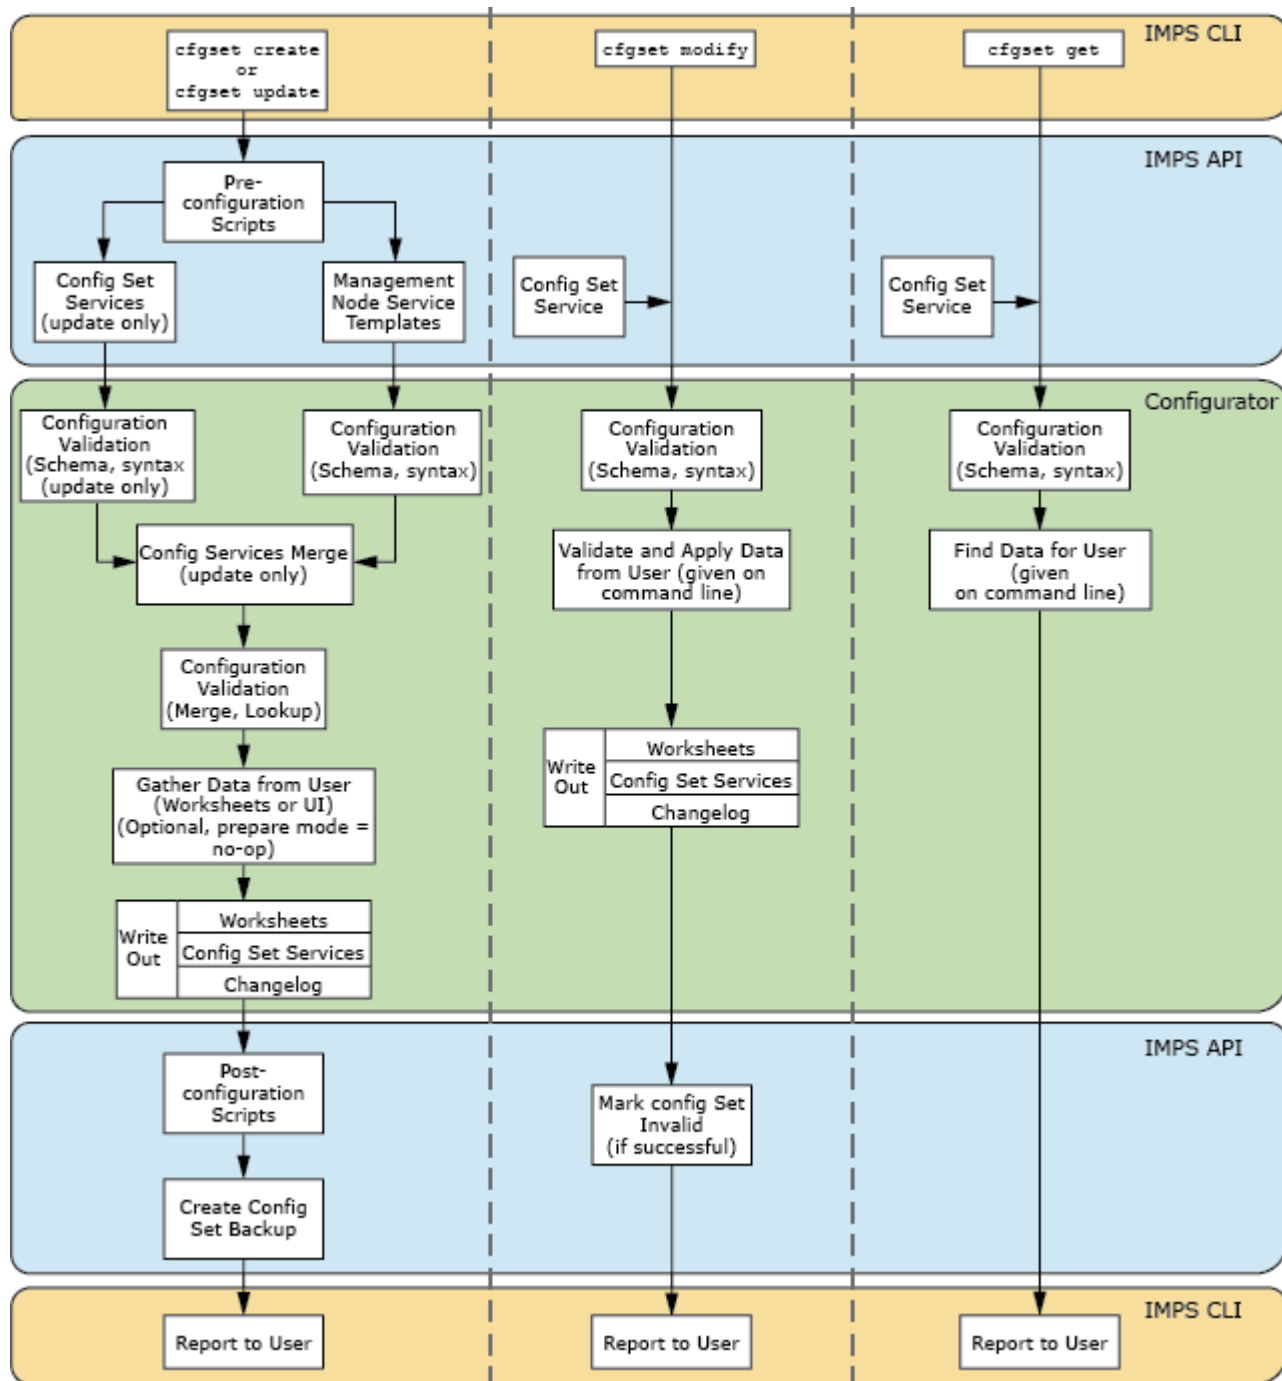 IMPS CLI
cfgset create
or
cfgset update
cfgset modify
cfgset get
IMPS API
Pre-
configuration
Scripts
Config Set
Services
(update only)
Management
Node Service
Templates
Config Set
Service
Config Set
Service
Configurator
Configuration
Validation
(Schema, syntax
(update only)
Configuration
Validation
(Schema, syntax)
Configuration
Validation
(Schema, syntax)
Configuration
Validation
(Schema, syntax)
Config Services Merge
(update only)
Validate and Apply Data
from User (given on
command line)
Find Data for User
(given
on command line)
Configuration
Validation
(Merge, Lookup)
Gather Data from User
(Worksheets or UI)
(Optional, prepare mode =
no-op)
Write
Out
Worksheets
Config Set Services
Changelog
Write
Out
Worksheets
Config Set Services
Changelog
IMPS API
Post-
configuration
Scripts
Mark config Set
Invalid
(if successful)
Create Config
Set Backup
IMPS CLI
Report to User
Report to User
Report to User